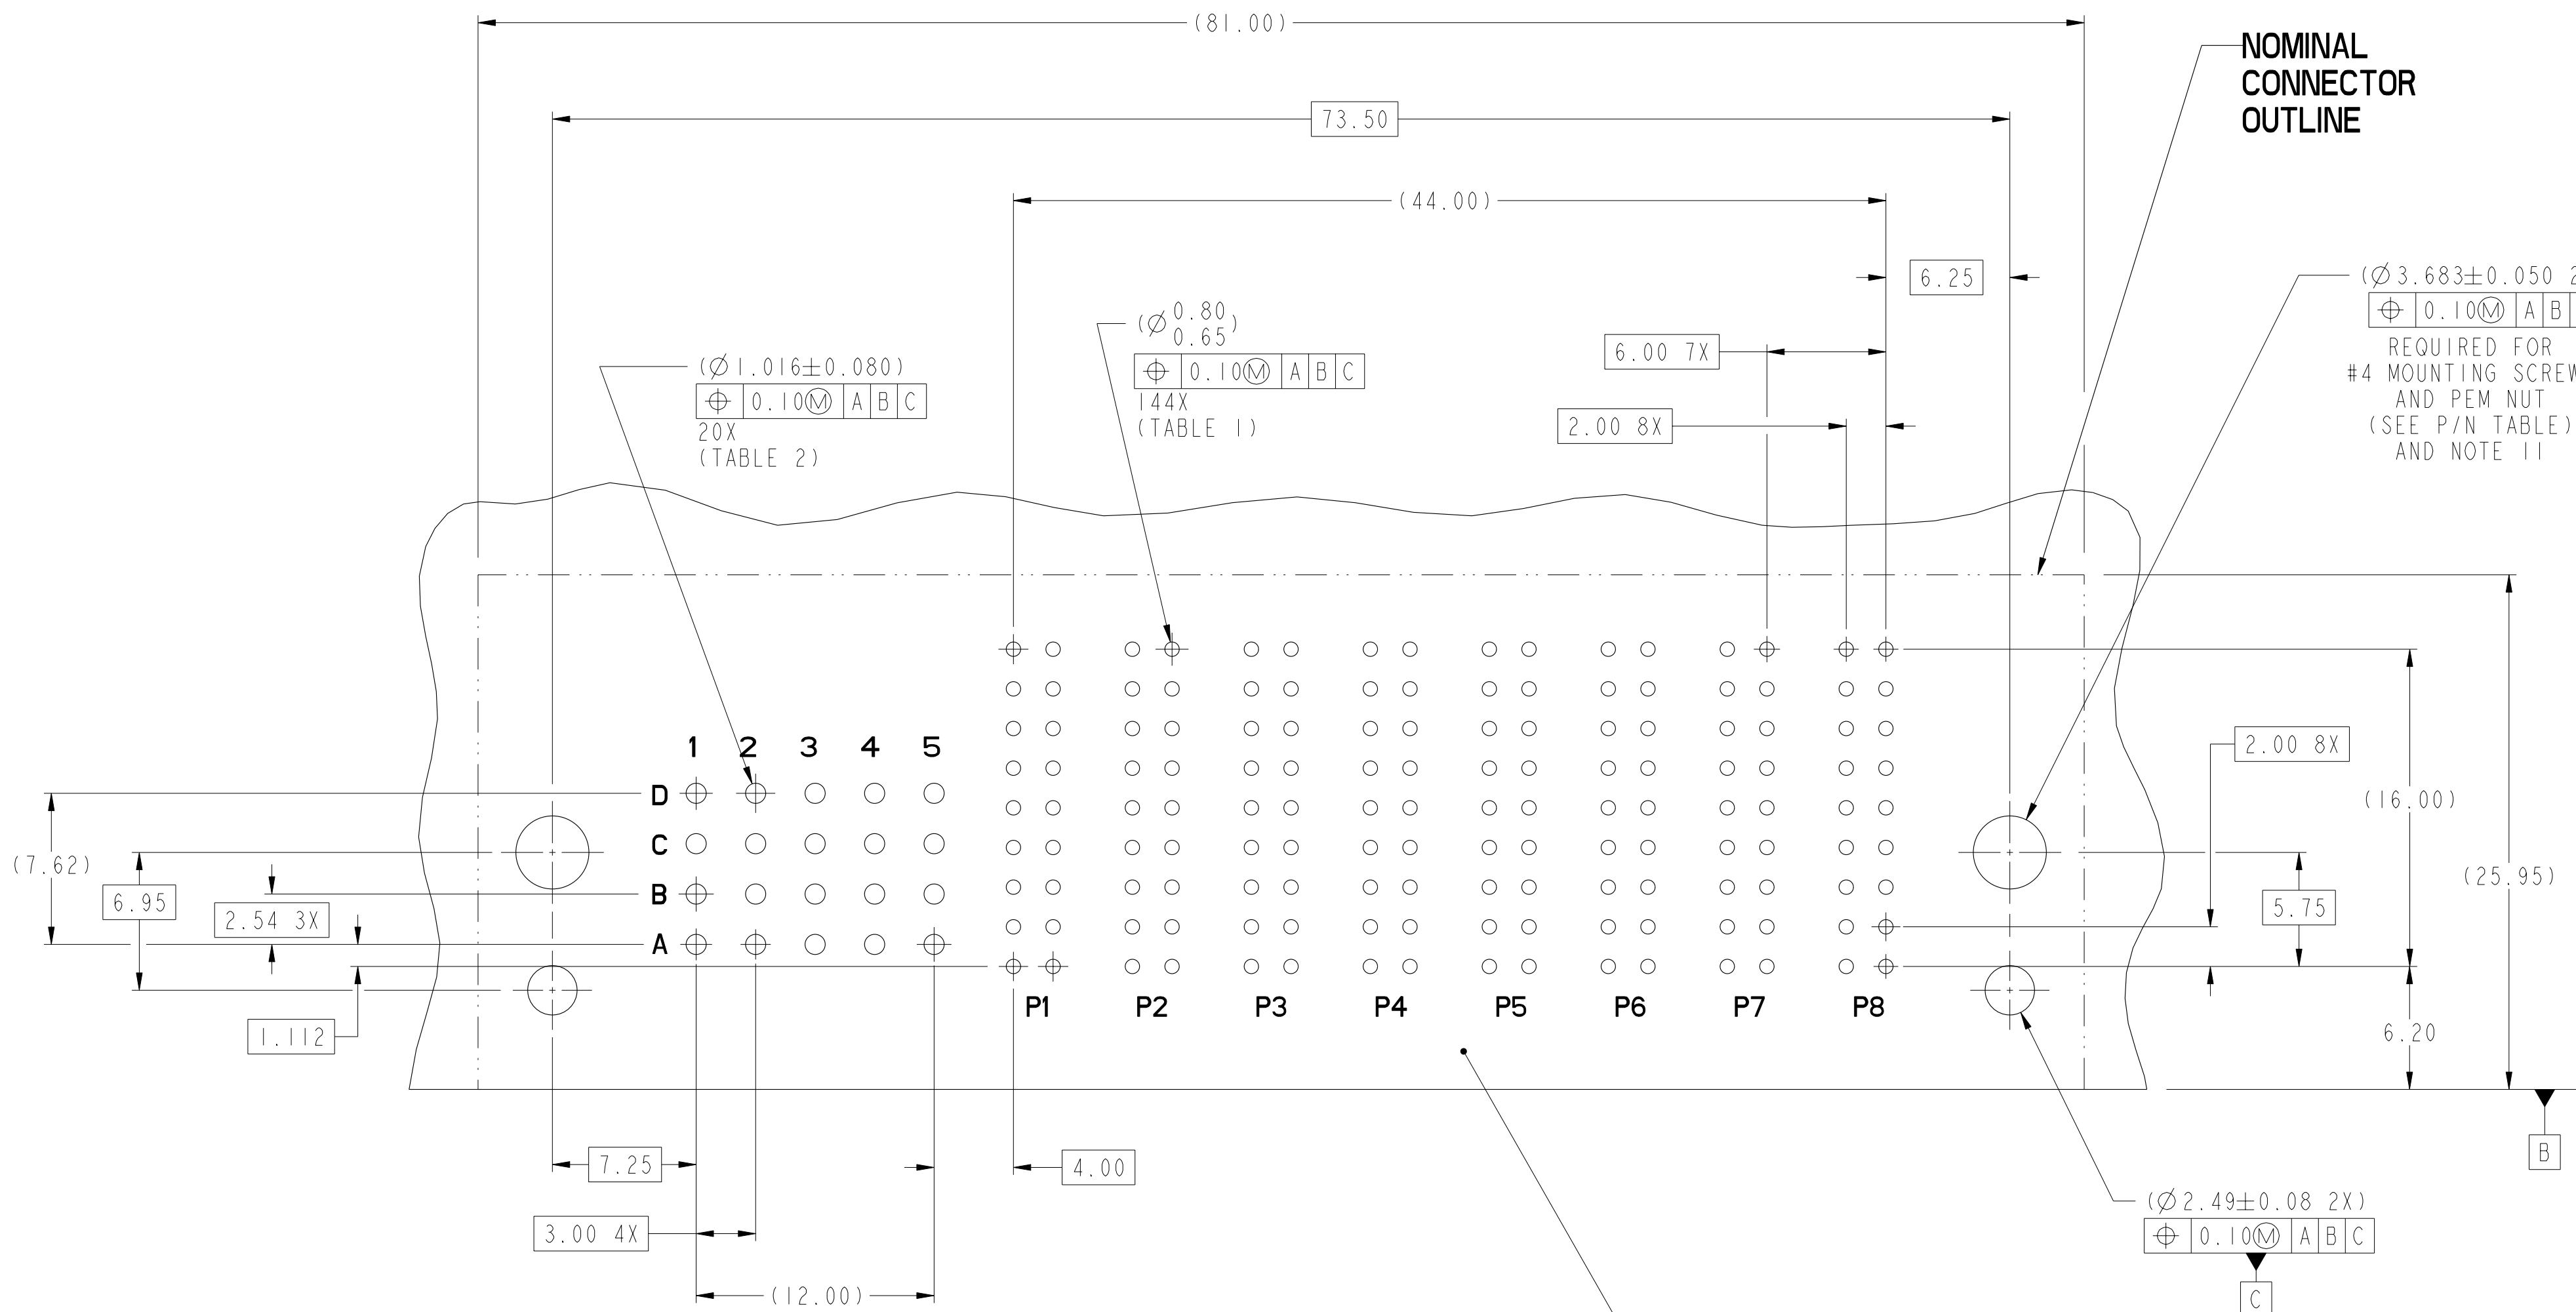 (81.00)
NOMINAL
CONNECTOR
OUTLINE
73.50
(44.00)
6.25
(Ø3.683±0.050 2
⌖ 0.10Ⓜ A B
REQUIRED FOR
#4 MOUNTING SCREW
AND PEM NUT
(SEE P/N TABLE)
AND NOTE 11
(Ø0.80
0.65)
⌖ 0.10Ⓜ A B C
144X
(TABLE 1)
6.00 7X
2.00 8X
(Ø1.016±0.080)
⌖ 0.10Ⓜ A B C
20X
(TABLE 2)
1 2 3 4 5
D
C
B
A
(7.62)
6.95
2.54 3X
1.112
2.00 8X
(16.00)
(25.95)
5.75
6.20
P1 P2 P3 P4 P5 P6 P7 P8
7.25
4.00
3.00 4X
(12.00)
B
(Ø2.49±0.08 2X)
⌖ 0.10Ⓜ A B C
C